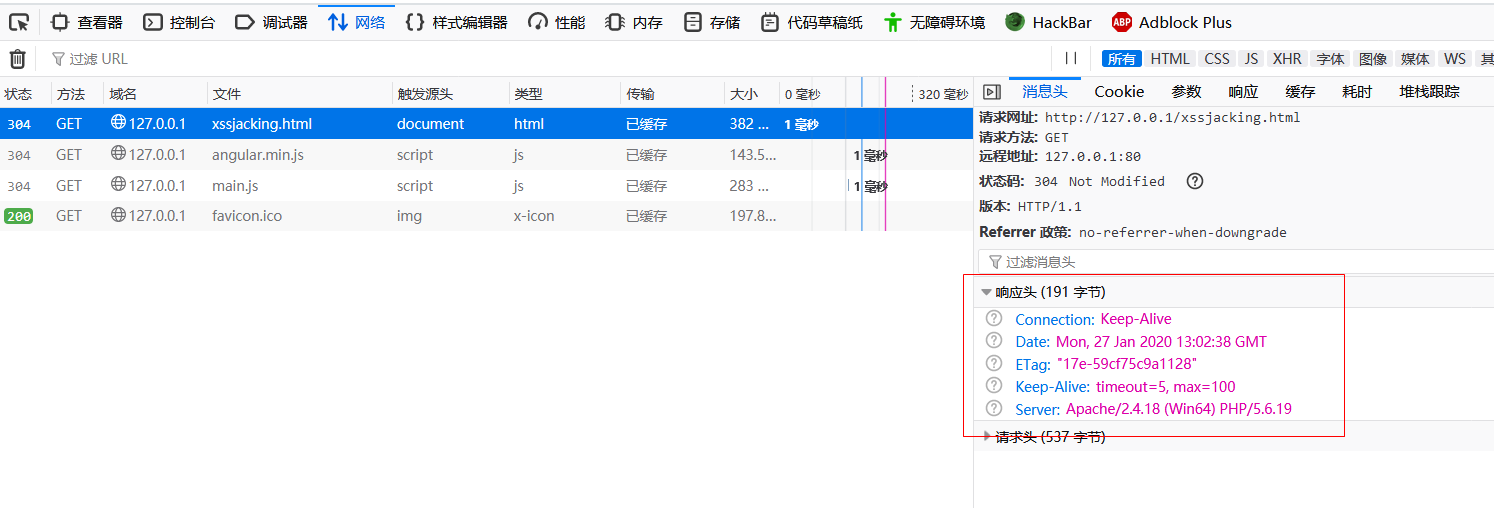 查看器 控制台 调试器 网络 {} 样式编辑器 性能 内存 存储 代码草稿纸 无障碍环境 HackBar ABP Adblock Plus
过滤 URL 所有 HTML CSS JS XHR 字体 图像 媒体 WS
状态 方法 域名 文件 触发源头 类型 传输 大小 0 毫秒 320 毫秒
304 GET 127.0.0.1 xssjacking.html document html 已缓存 382 ... 1 毫秒
304 GET 127.0.0.1 angular.min.js script js 已缓存 143.5... 1 毫秒
304 GET 127.0.0.1 main.js script js 已缓存 283 ... 1 毫秒
200 GET 127.0.0.1 favicon.ico img x-icon 已缓存 197.8...
消息头 Cookie 参数 响应 缓存 耗时 堆栈跟踪
请求网址: http://127.0.0.1/xssjacking.html
请求方法: GET
远程地址: 127.0.0.1:80
状态码: 304 Not Modified ?
版本: HTTP/1.1
Referrer 政策: no-referrer-when-downgrade
过滤消息头
响应头 (191 字节)
? Connection: Keep-Alive
? Date: Mon, 27 Jan 2020 13:02:38 GMT
? ETag: "17e-59cf75c9a1128"
? Keep-Alive: timeout=5, max=100
? Server: Apache/2.4.18 (Win64) PHP/5.6.19
请求头 (537 字节)